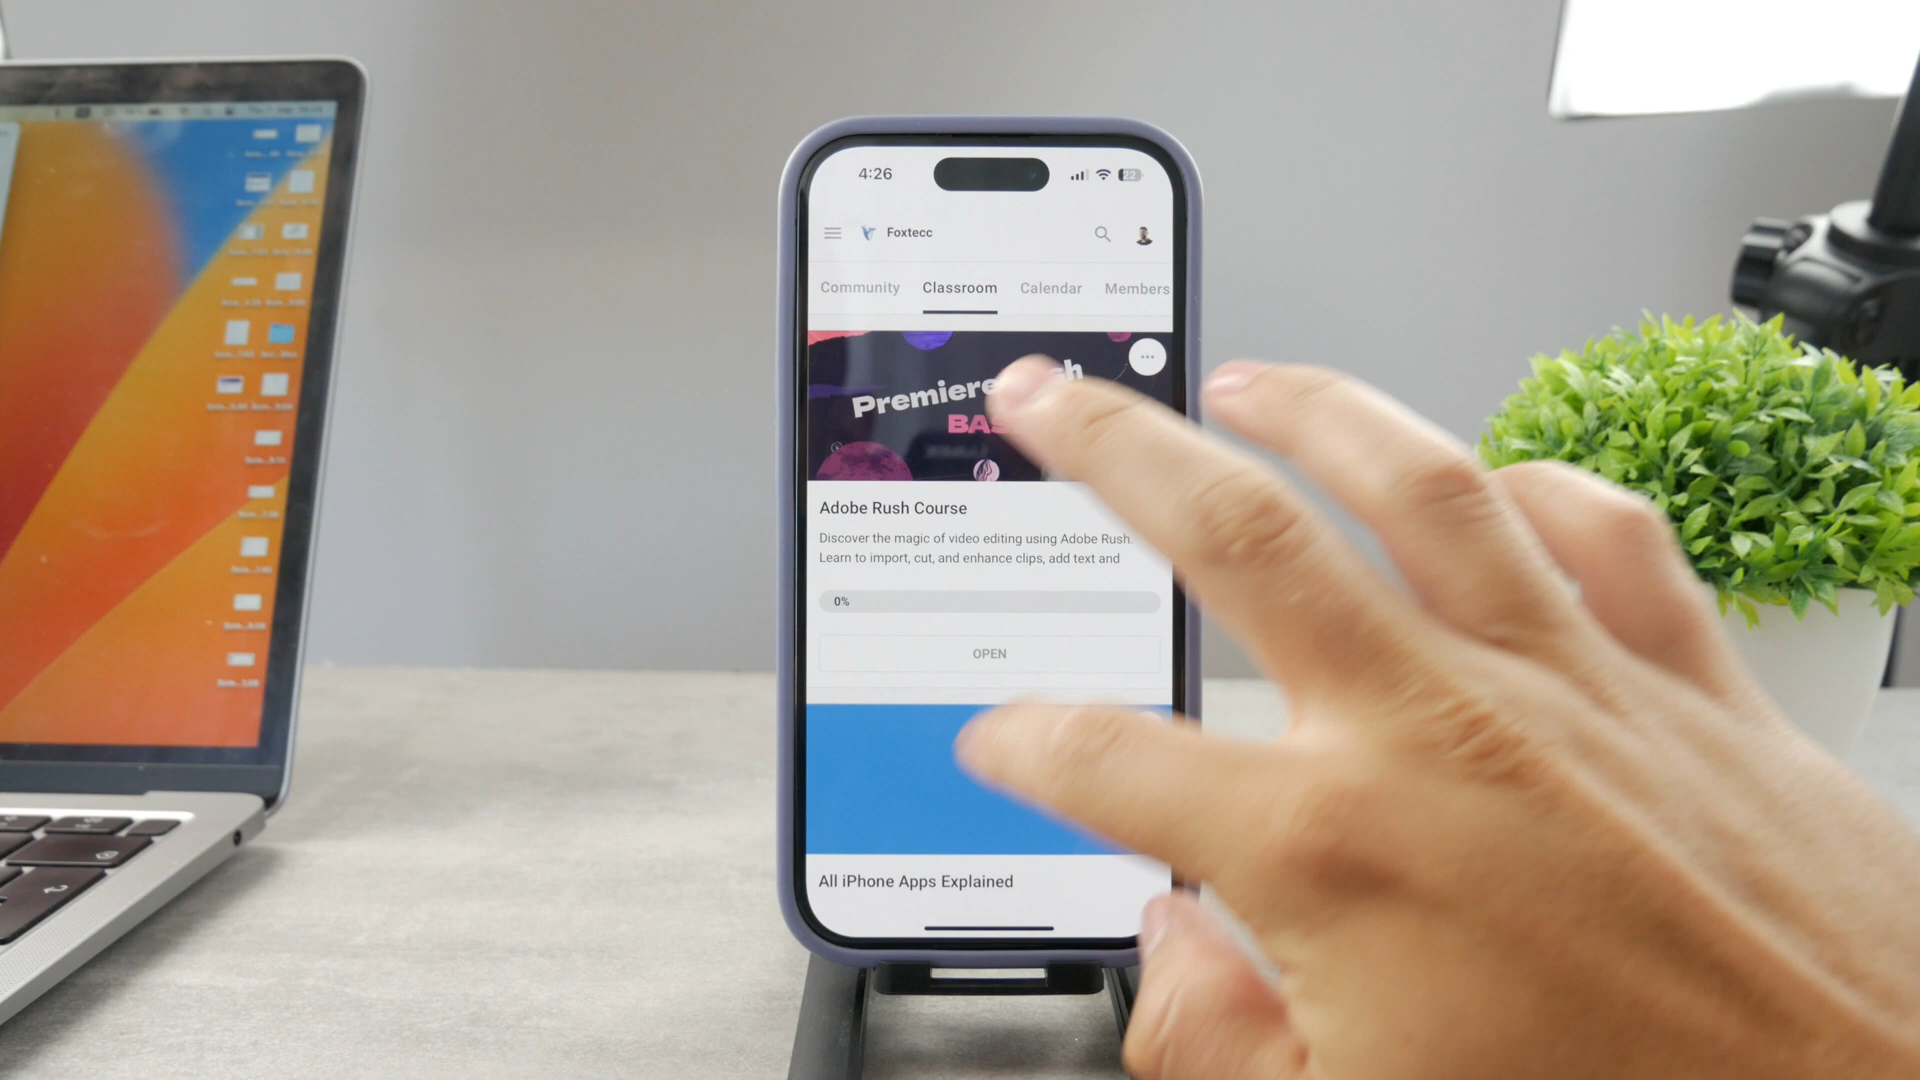 4:26
22
Foxtecc
Community Classroom Calendar Members
Premiere
Adobe Rush Course
Discover the magic of video editing using Adobe Rush.
Learn to import, cut, and enhance clips, add text and
0%
OPEN
All iPhone Apps Explained